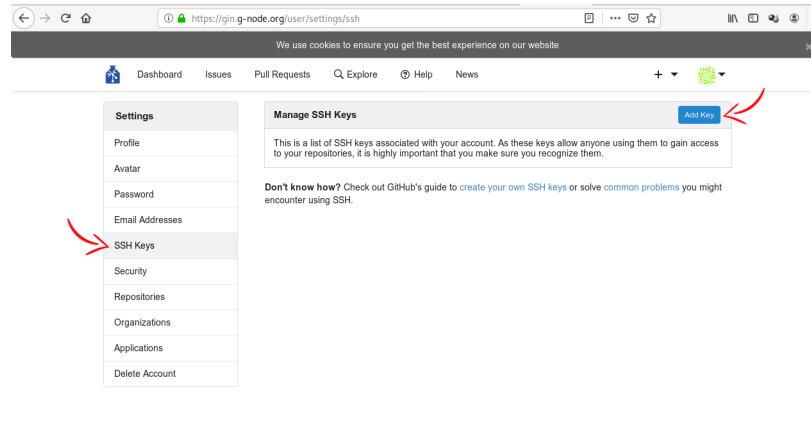 https://gin.g-node.org/user/settings/ssh
We use cookies to ensure you get the best experience on our website
Dashboard Issues Pull Requests Explore Help News
Settings
Profile
Avatar
Password
Email Addresses
SSH Keys
Security
Repositories
Organizations
Applications
Delete Account
Manage SSH Keys
Add Key
This is a list of SSH keys associated with your account. As these keys allow anyone using them to gain access
to your repositories, it is highly important that you make sure you recognize them.
Don't know how? Check out GitHub's guide to create your own SSH keys or solve common problems you might
encounter using SSH.